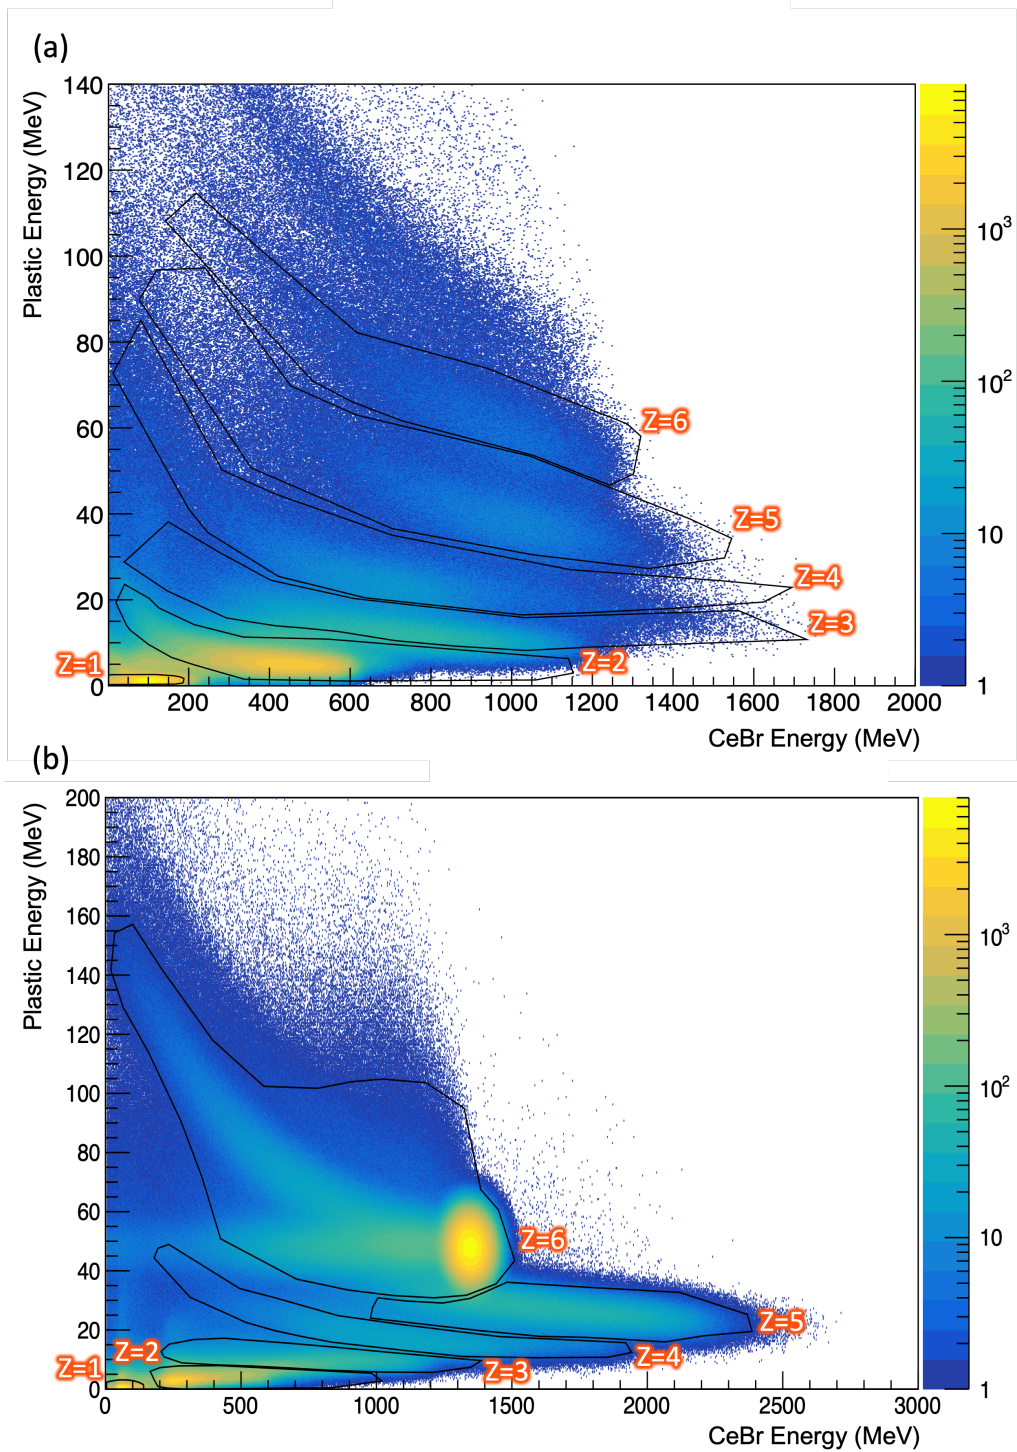 (a)
Plastic Energy (MeV)
140
120
100
80
60
40
20
0
200 400 600 800 1000 1200 1400 1600 1800 2000
CeBr Energy (MeV)
Z=6
Z=5
Z=4
Z=3
Z=2
Z=1
10³
10²
10
1
(b)
Plastic Energy (MeV)
200
180
160
140
120
100
80
60
40
20
0
0 500 1000 1500 2000 2500 3000
CeBr Energy (MeV)
Z=6
Z=5
Z=4
Z=3
Z=2
Z=1
10³
10²
10
1